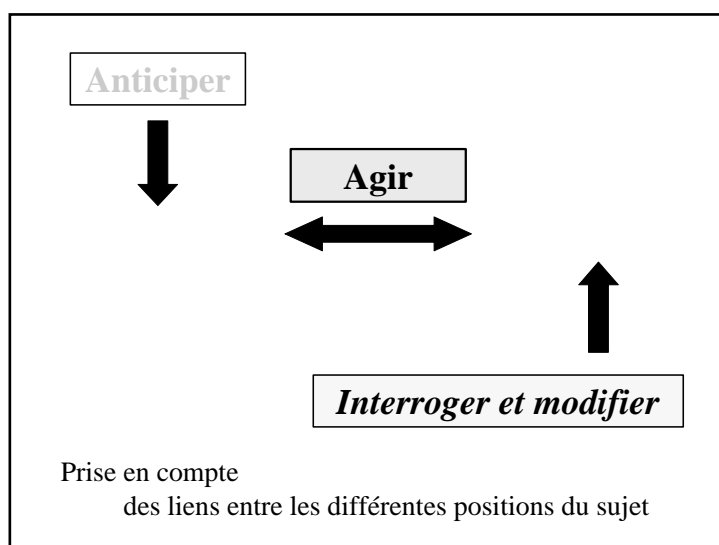 Anticiper
Agir
Interroger et modifier
Prise en compte
des liens entre les différentes positions du sujet